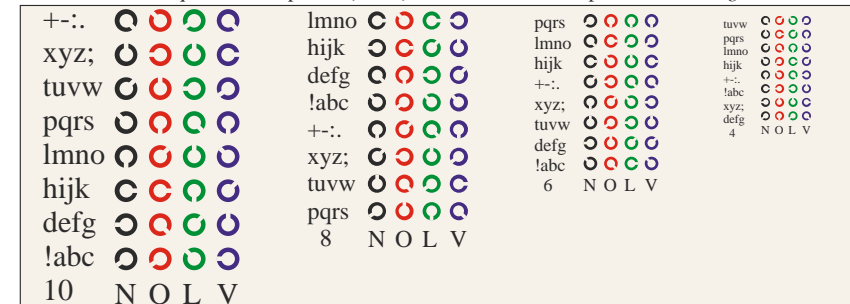 +-:.
xyz;
tuvw
pqrs
lmno
hijk
defg
!abc
10 N O L V
lmno
hijk
defg
!abc
+-:.
xyz;
tuvw
pqrs
8 N O L V
pqrs
lmno
hijk
+-:.
xyz;
tuvw
defg
!abc
6 N O L V
tuvw
pqrs
lmno
hijk
+-:.
!abc
xyz;
defg
4 N O L V